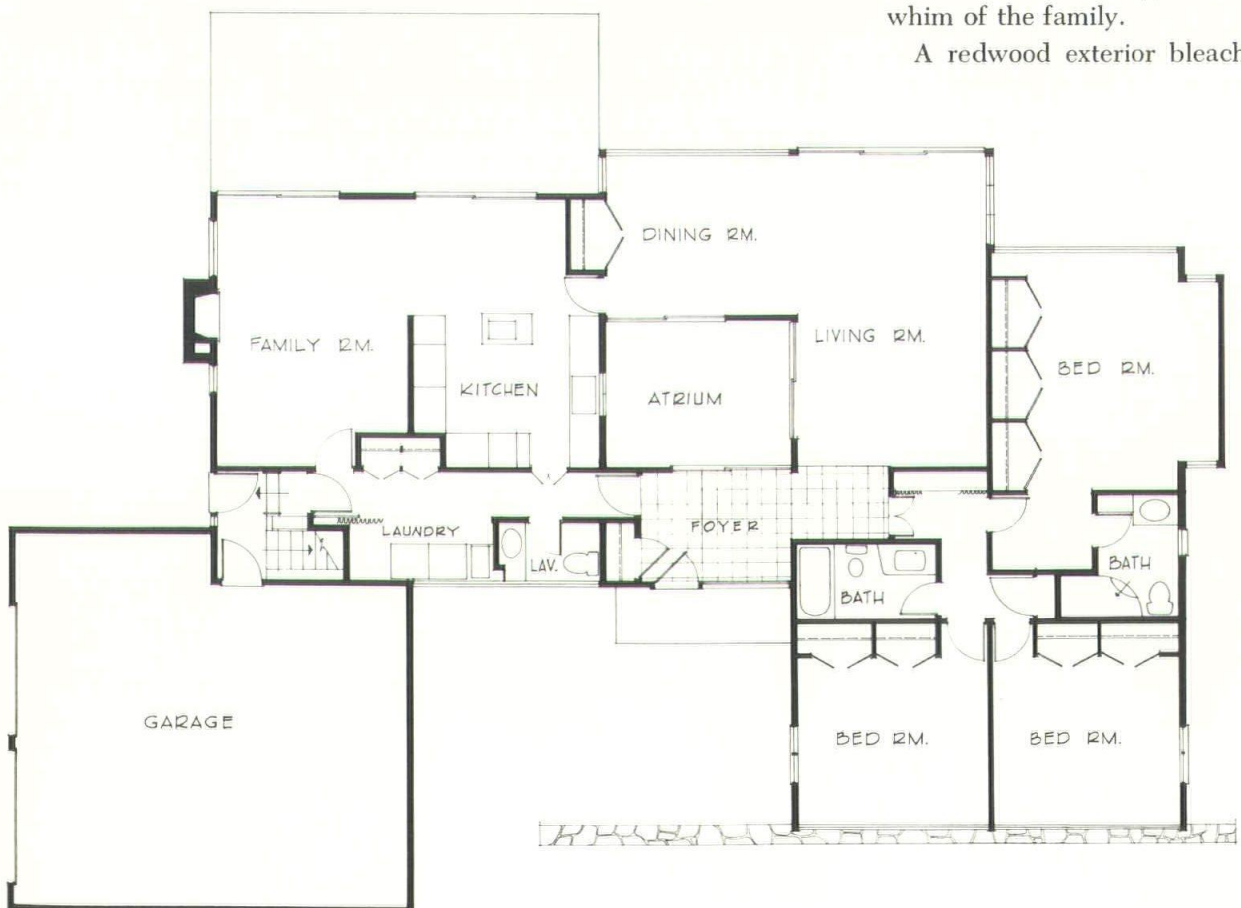 whim of the family.
A redwood exterior bleach
DINING RM.
FAMILY RM.
LIVING RM.
BED RM.
KITCHEN
ATRIUM
LAUNDRY
FOYER
LAV.
BATH
BATH
GARAGE
BED RM.
BED RM.